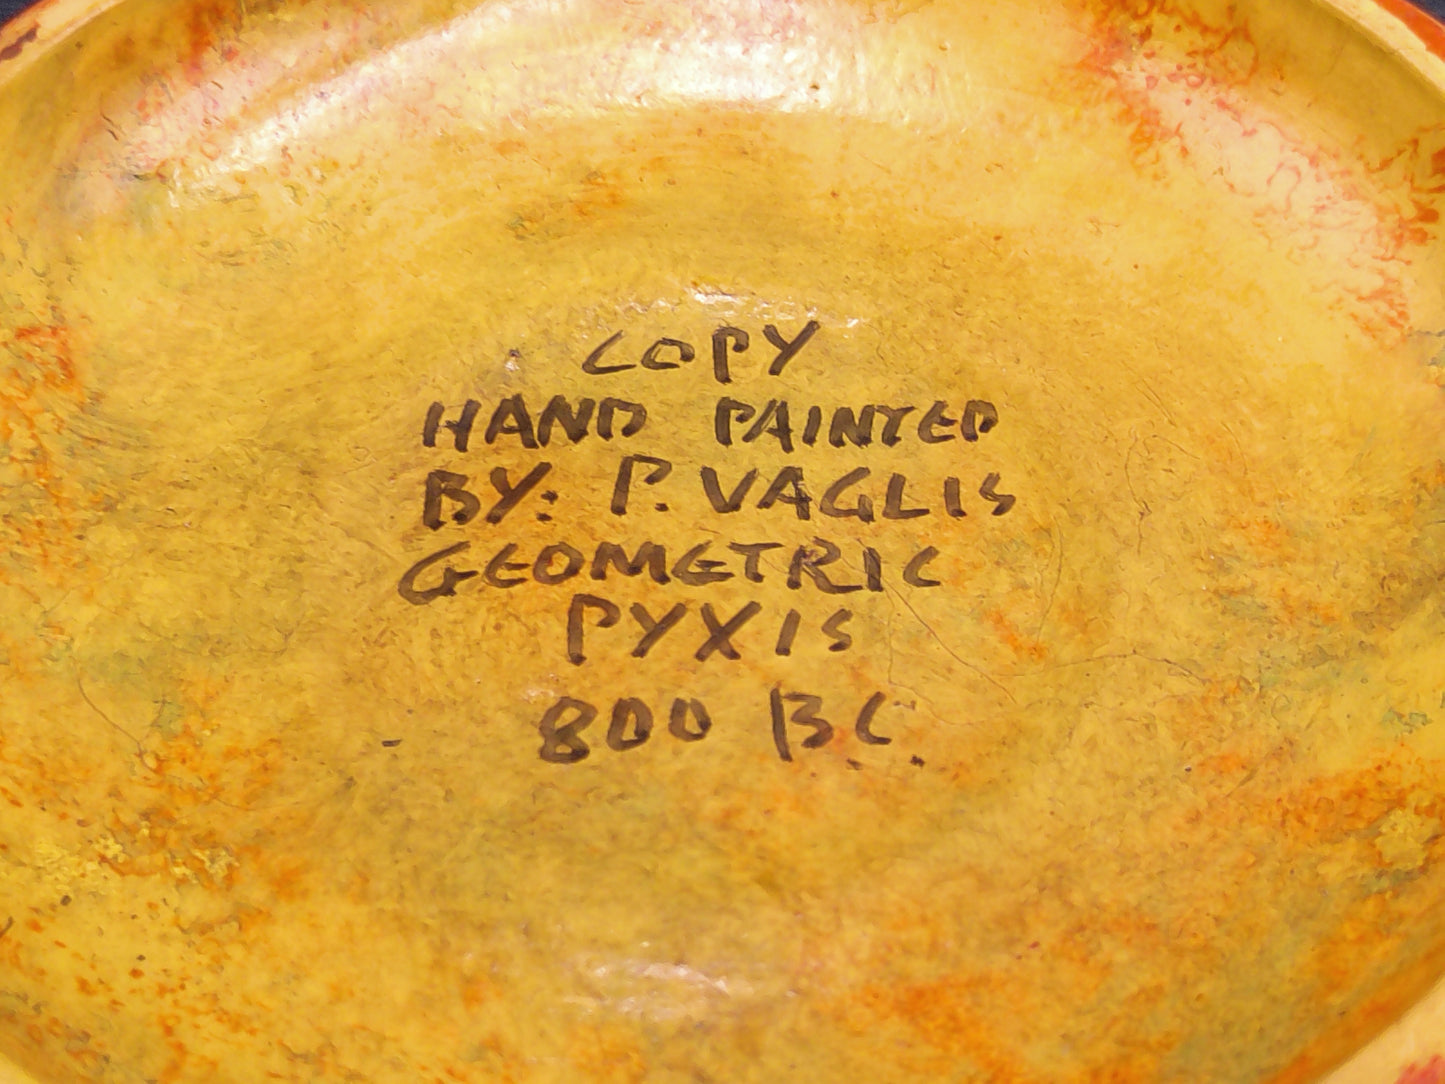 COPY
HAND PAINTED
BY: P. VAGLIS
GEOMETRIC
PYXIS
800 B.C.